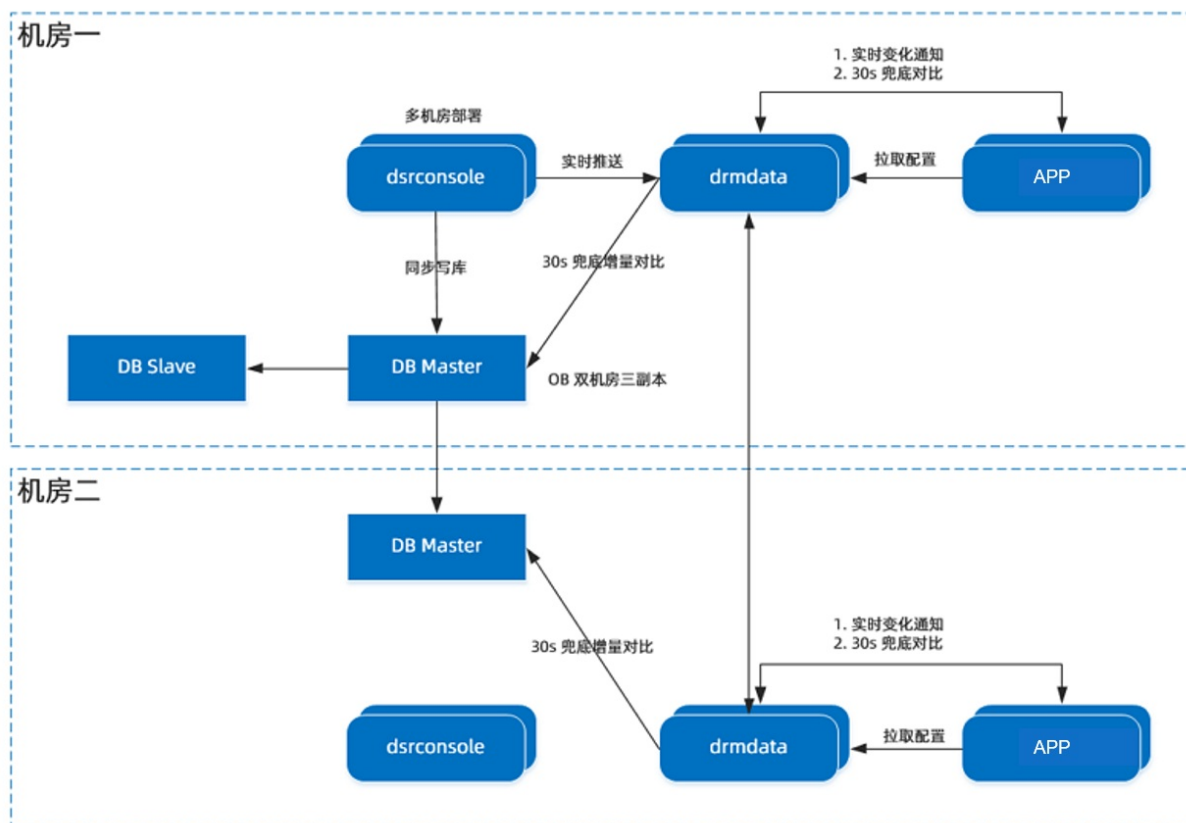 机房一
1. 实时变化通知
2. 30s 兜底对比
多机房部署
dsrconsole
实时推送
drmdata
拉取配置
APP
同步写库
30s 兜底增量对比
DB Slave
DB Master
OB 双机房三副本
机房二
DB Master
1. 实时变化通知
2. 30s 兜底对比
30s 兜底增量对比
dsrconsole
drmdata
拉取配置
APP